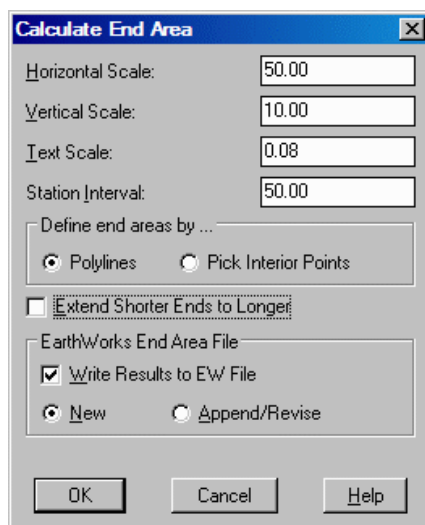 Calculate End Area
Horizontal Scale: 50.00
Vertical Scale: 10.00
Text Scale: 0.08
Station Interval: 50.00
Define end areas by ...
Polylines Pick Interior Points
Extend Shorter Ends to Longer
EarthWorks End Area File
Write Results to EW File
New Append/Revise
OK Cancel Help